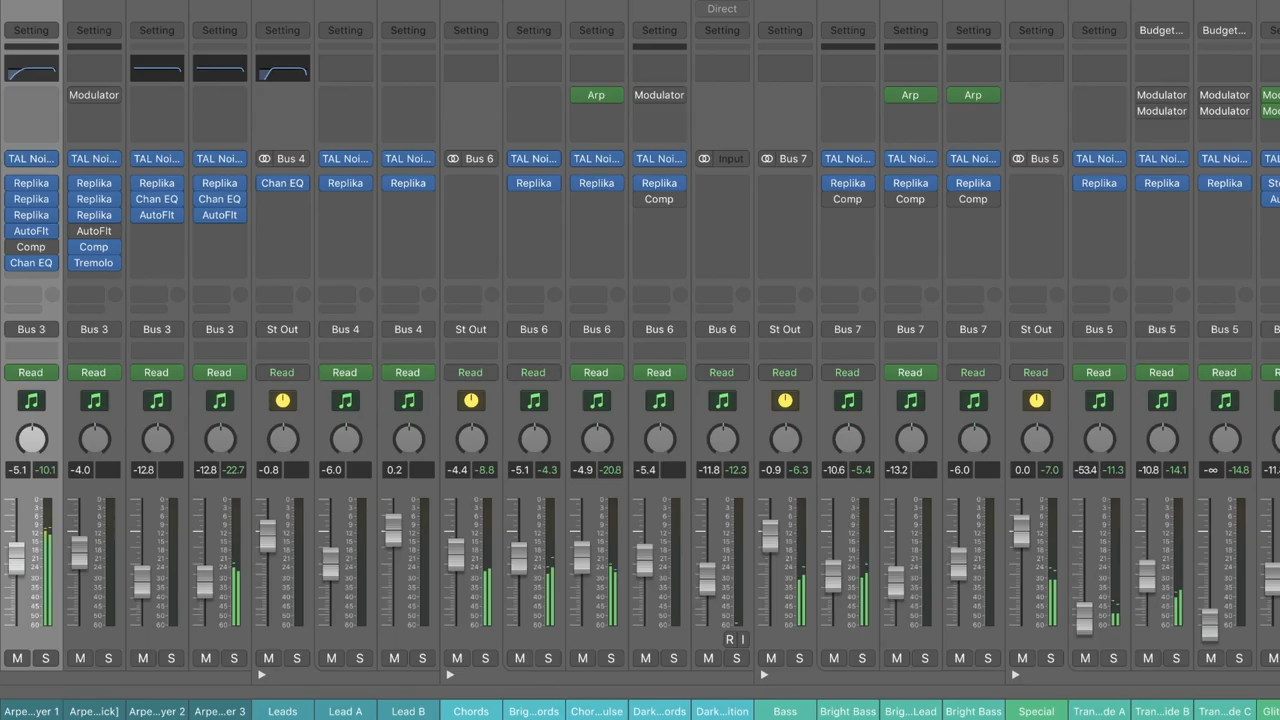 Direct
Setting Setting Setting Setting Setting Setting Setting Setting Setting Setting Setting Setting Setting Setting Setting Setting Setting Setting Budget... Budget...
Modulator Arp Modulator Arp Arp Modulator Modulator
Modulator Modulator
TAL Noi... TAL Noi... TAL Noi... TAL Noi... Bus 4 TAL Noi... TAL Noi... Bus 6 TAL Noi... TAL Noi... TAL Noi... Input Bus 7 TAL Noi... TAL Noi... TAL Noi... Bus 5 TAL Noi... TAL Noi... TAL Noi...
Replika Replika Replika Replika Chan EQ Replika Replika Replika Replika Replika Replika Replika Replika Replika Replika Replika
Replika Replika Chan EQ Chan EQ Comp Comp Comp Comp
Replika Replika AutoFlt AutoFlt
AutoFlt AutoFlt
Comp Comp
Chan EQ Tremolo
Bus 3 Bus 3 Bus 3 Bus 3 St Out Bus 4 Bus 4 St Out Bus 6 Bus 6 Bus 6 Bus 6 St Out Bus 7 Bus 7 Bus 7 St Out Bus 5 Bus 5 Bus 5
Read Read Read Read Read Read Read Read Read Read Read Read Read Read Read Read Read Read Read Read
-5.1 -10.1 -4.0 -12.8 -12.8 -22.7 -0.8 -6.0 0.2 -4.4 -8.8 -5.1 -4.3 -4.9 -20.8 -5.4 -11.8 -12.3 -0.9 -6.3 -10.6 -5.4 -13.2 -6.0 0.0 -7.0 -53.4 -11.3 -10.8 -14.1 -∞ -14.8
R I
M S M S M S M S M S M S M S M S M S M S M S M S M S M S M S M S M S M S M S M S
Arpe...yer 1 Arpe...ick] Arpe...yer 2 Arpe...er 3 Leads Lead A Lead B Chords Brig...ords Chor...ulse Dark...ords Dark...ition Bass Bright Bass Brig...Lead Bright Bass Special Tran...de A Tran...ide B Tran...de C